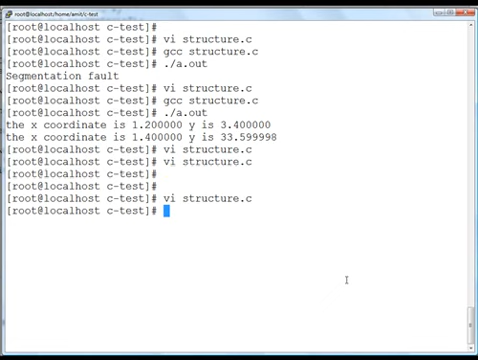 root@localhost:/home/amit/c-test
[root@localhost c-test]#
[root@localhost c-test]# vi structure.c
[root@localhost c-test]# gcc structure.c
[root@localhost c-test]# ./a.out
Segmentation fault
[root@localhost c-test]# vi structure.c
[root@localhost c-test]# gcc structure.c
[root@localhost c-test]# ./a.out
the x coordinate is 1.200000 y is 3.400000
the x coordinate is 1.400000 y is 33.599998
[root@localhost c-test]# vi structure.c
[root@localhost c-test]# vi structure.c
[root@localhost c-test]#
[root@localhost c-test]#
[root@localhost c-test]# vi structure.c
[root@localhost c-test]#